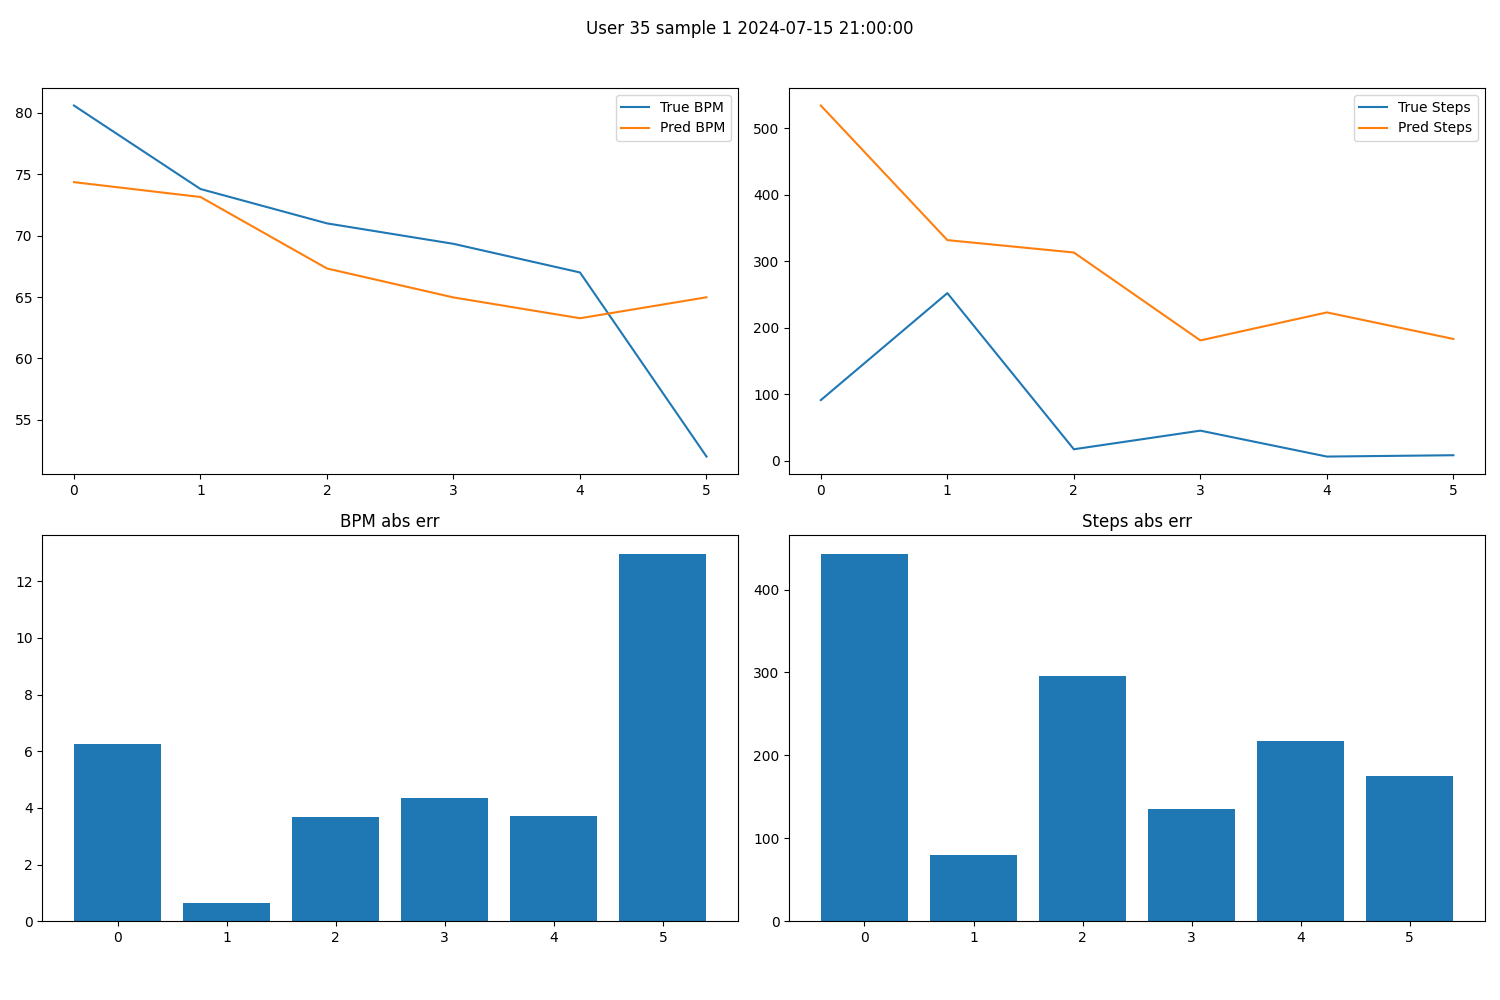 User 35 sample 1 2024-07-15 21:00:00
True BPM
Pred BPM
80
75
70
65
60
55
0 1 2 3 4 5
True Steps
Pred Steps
500
400
300
200
100
0
0 1 2 3 4 5
BPM abs err
12
10
8
6
4
2
0
0 1 2 3 4 5
Steps abs err
400
300
200
100
0
0 1 2 3 4 5